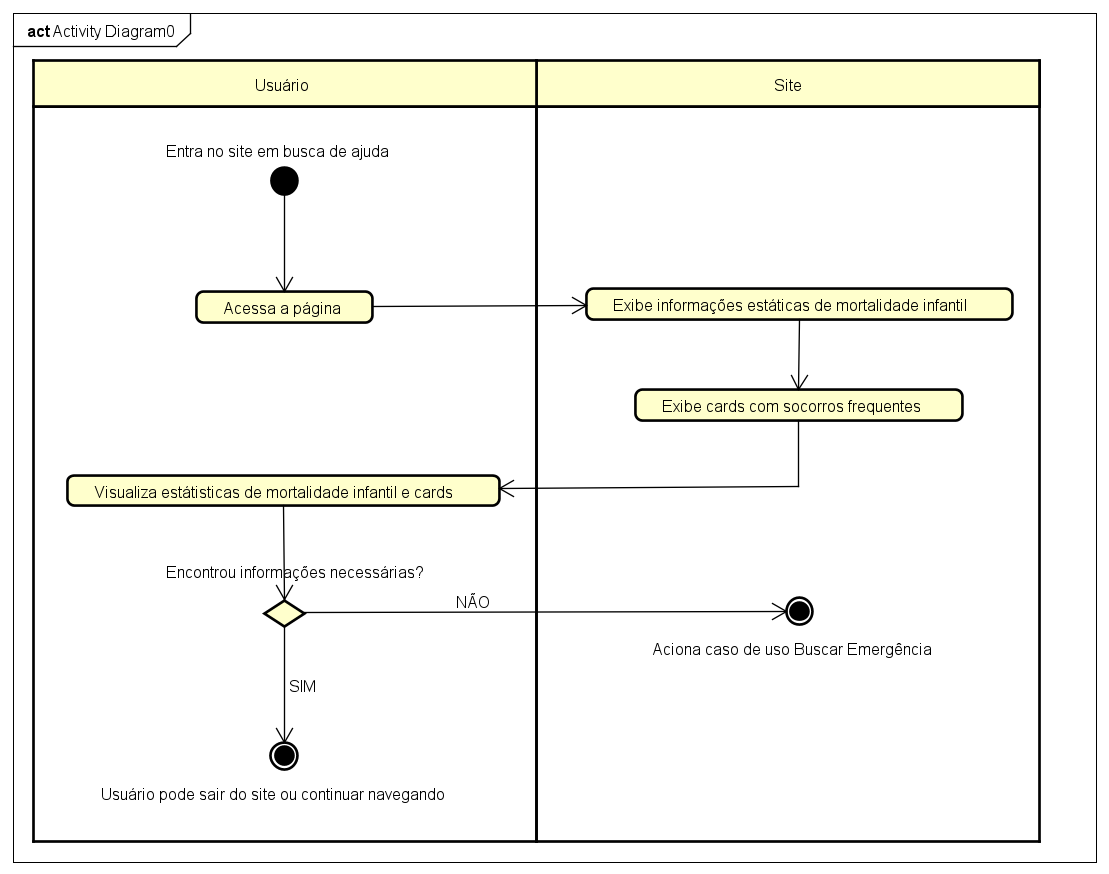 act Activity Diagram0
Usuário
Site
Entra no site em busca de ajuda
Acessa a página
Exibe informações estáticas de mortalidade infantil
Exibe cards com socorros frequentes
Visualiza estátisticas de mortalidade infantil e cards
Encontrou informações necessárias?
NÃO
Aciona caso de uso Buscar Emergência
SIM
Usuário pode sair do site ou continuar navegando